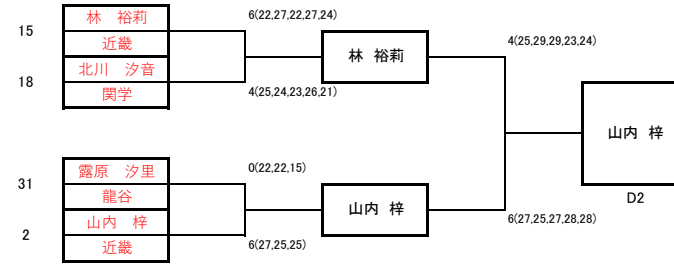 15
林 裕莉
近畿
18
北川 汐音
関学
6(22,27,22,27,24)
4(25,24,23,26,21)
林 裕莉
4(25,29,29,23,24)
山内 梓
D2
31
露原 汐里
龍谷
2
山内 梓
近畿
0(22,22,15)
6(27,25,25)
山内 梓
6(27,25,27,28,28)